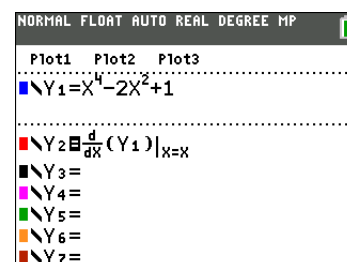 NORMAL FLOAT AUTO REAL DEGREE MP
Plot1 Plot2 Plot3
\Y₁=X⁴−2X²+1
\Y₂=d/dX(Y₁)|X=X
\Y₃=
\Y₄=
\Y₅=
\Y₆=
\Y₇=